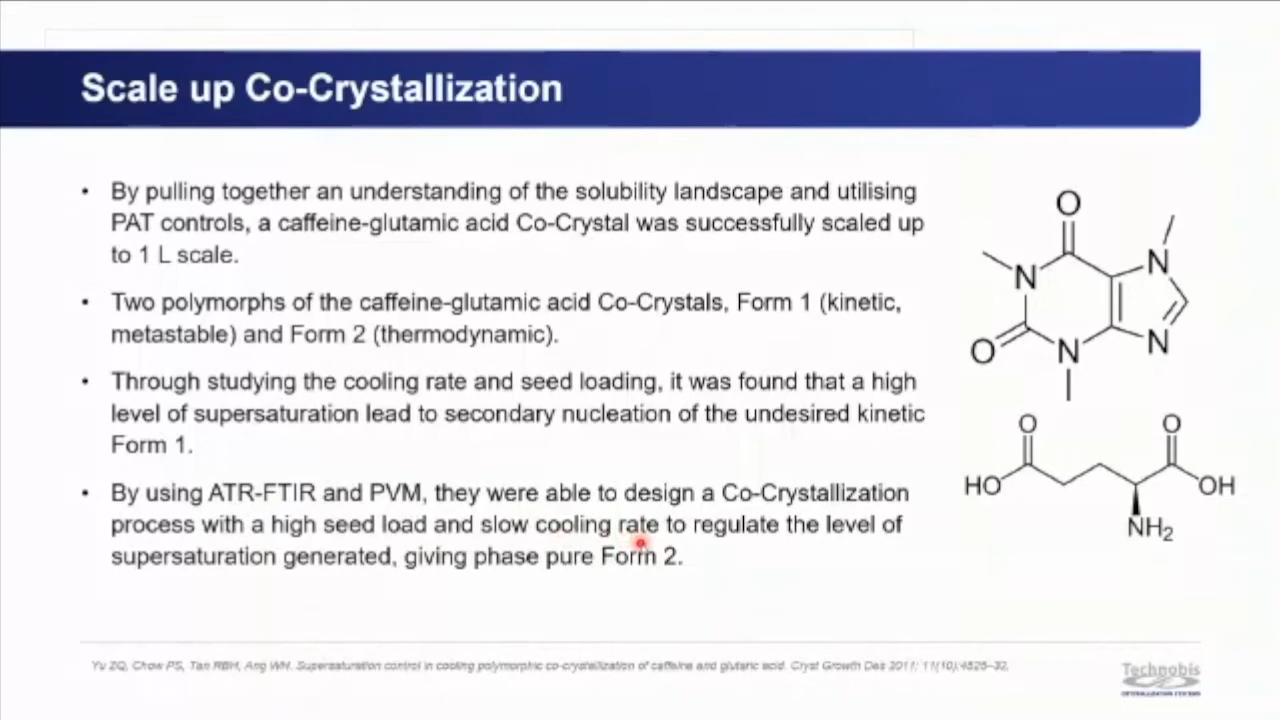 Scale up Co-Crystallization
• By pulling together an understanding of the solubility landscape and utilising
PAT controls, a caffeine-glutamic acid Co-Crystal was successfully scaled up
to 1 L scale.
• Two polymorphs of the caffeine-glutamic acid Co-Crystals, Form 1 (kinetic,
metastable) and Form 2 (thermodynamic).
• Through studying the cooling rate and seed loading, it was found that a high
level of supersaturation lead to secondary nucleation of the undesired kinetic
Form 1.
• By using ATR-FTIR and PVM, they were able to design a Co-Crystallization
process with a high seed load and slow cooling rate to regulate the level of
supersaturation generated, giving phase pure Form 2.
O
N
N
O
N
N
O
O
HO
OH
NH2
Yu ZQ, Chow PS, Tan RBH, Ang WH. Supersaturation control in cooling polymorphic co-crystallization of caffeine and glutaric acid. Cryst Growth Des 2011; 11(10):4525–32.
Technobis
CRYSTALLIZATION SYSTEMS